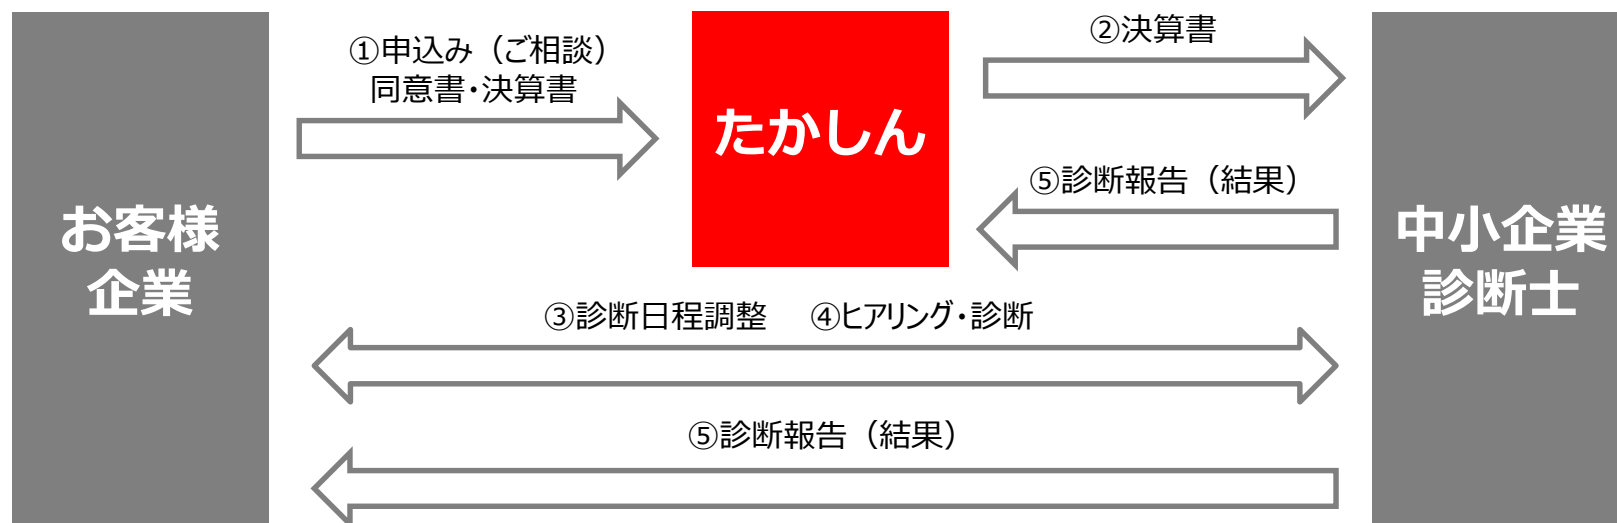 ①申込み（ご相談）
同意書・決算書
②決算書
たかしん
⑤診断報告（結果）
お客様
企業
中小企業
診断士
③診断日程調整　④ヒアリング・診断
⑤診断報告（結果）